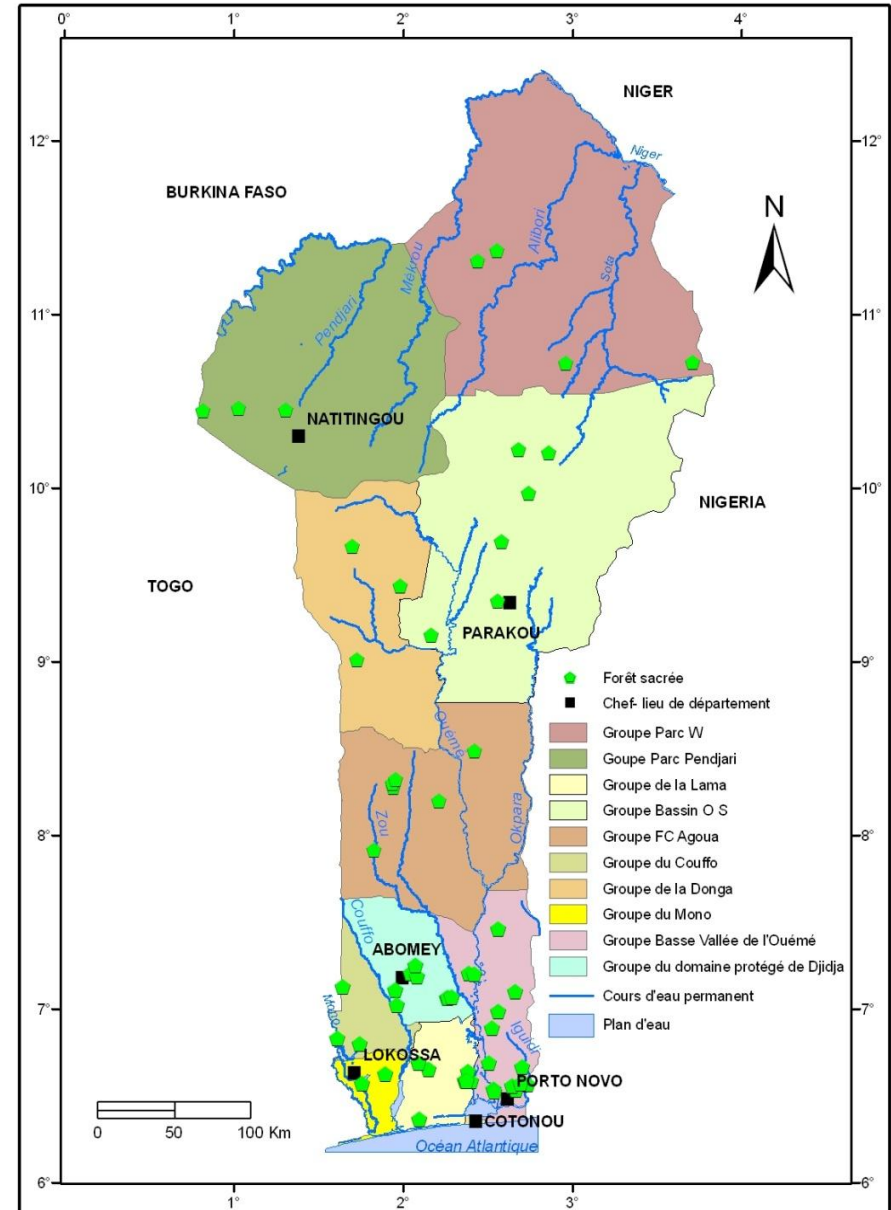 0°
1°
2°
3°
4°
NIGER
12°
12°
Niger
BURKINA FASO
N
Alibori
Mékrou
Sota
11°
11°
Pendjari
NATITINGOU
10°
10°
NIGERIA
TOGO
PARAKOU
9°
9°
Forêt sacrée
Chef- lieu de département
Groupe Parc W
Goupe Parc Pendjari
Groupe de la Lama
Groupe Bassin O S
Groupe FC Agoua
Groupe du Couffo
Groupe de la Donga
Groupe du Mono
Groupe Basse Vallée de l'Ouémé
Groupe du domaine protégé de Djidja
Cours d'eau permanent
Plan d'eau
Ouémé
Okpara
Zou
8°
8°
Couffo
ABOMEY
7°
7°
Mono
Iguidi
LOKOSSA
PORTO NOVO
COTONOU
0 50 100 Km
Océan Atlantique
6°
6°
1°
2°
3°